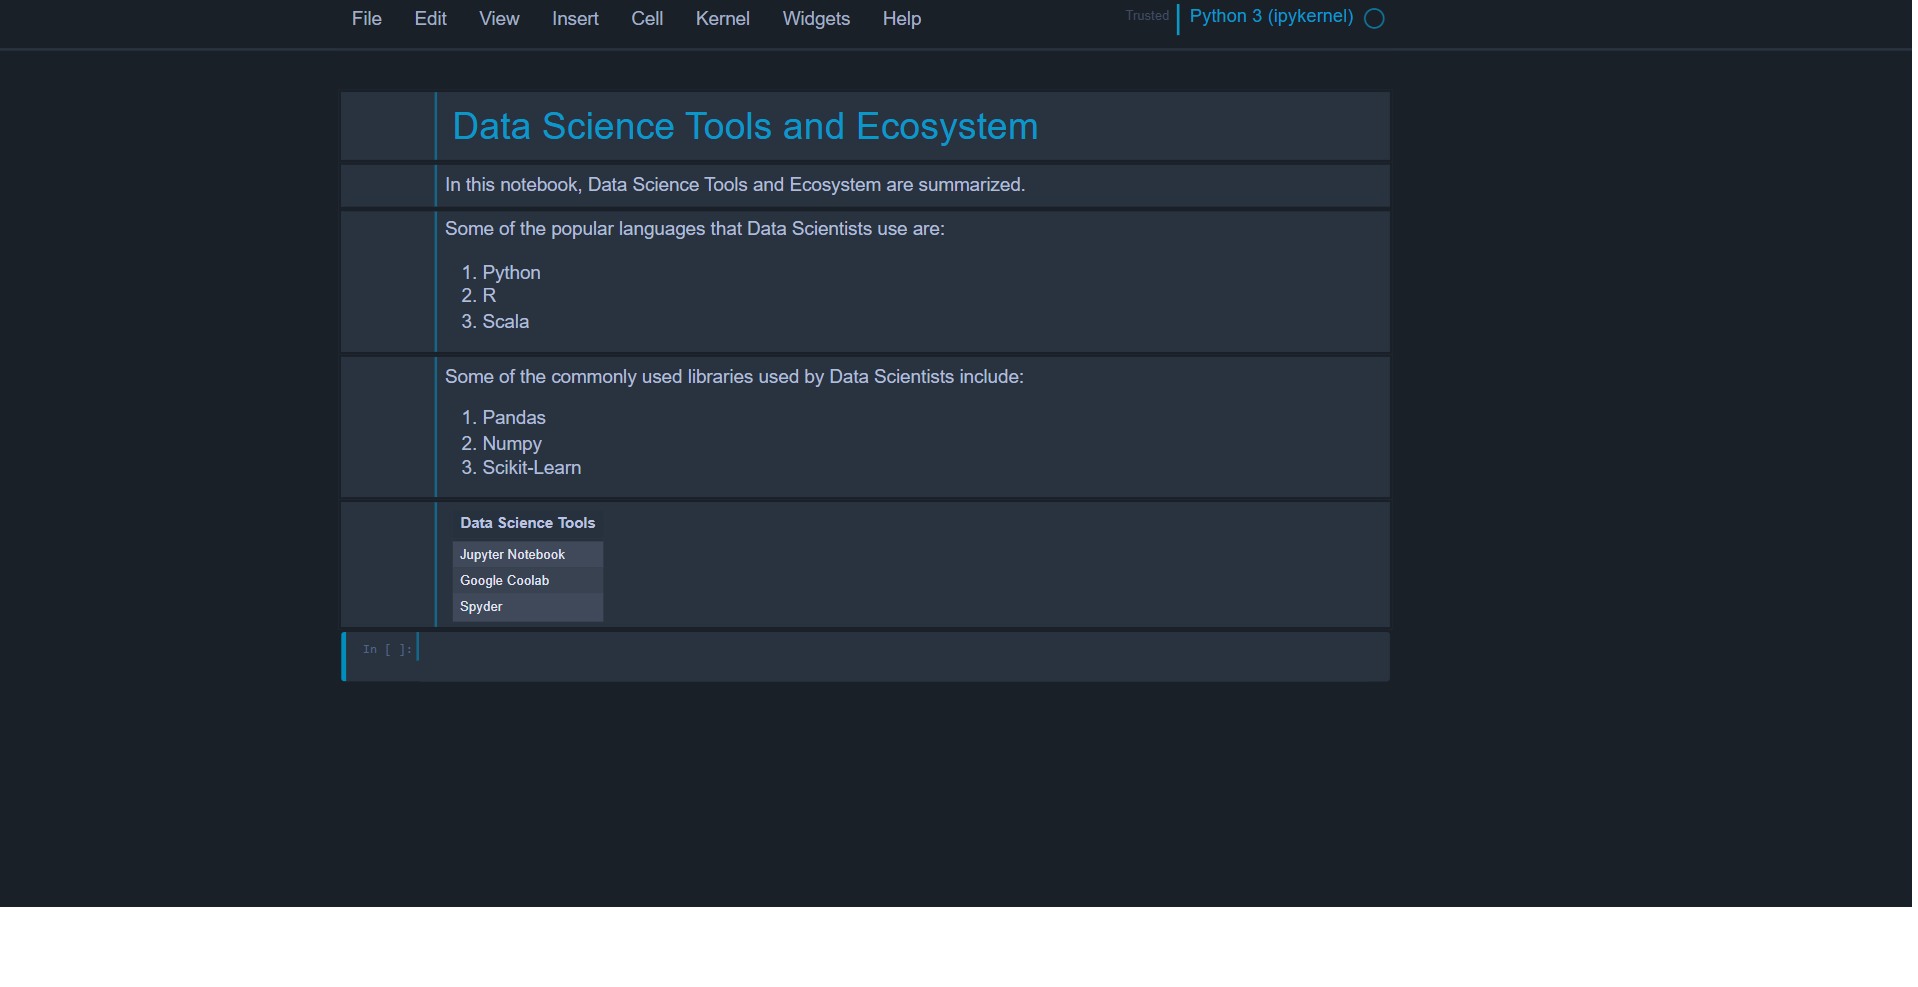 File Edit View Insert Cell Kernel Widgets Help Trusted Python 3 (ipykernel)
Data Science Tools and Ecosystem
In this notebook, Data Science Tools and Ecosystem are summarized.
Some of the popular languages that Data Scientists use are:
1. Python
2. R
3. Scala
Some of the commonly used libraries used by Data Scientists include:
1. Pandas
2. Numpy
3. Scikit-Learn
Data Science Tools
Jupyter Notebook
Google Coolab
Spyder
In [ ]: